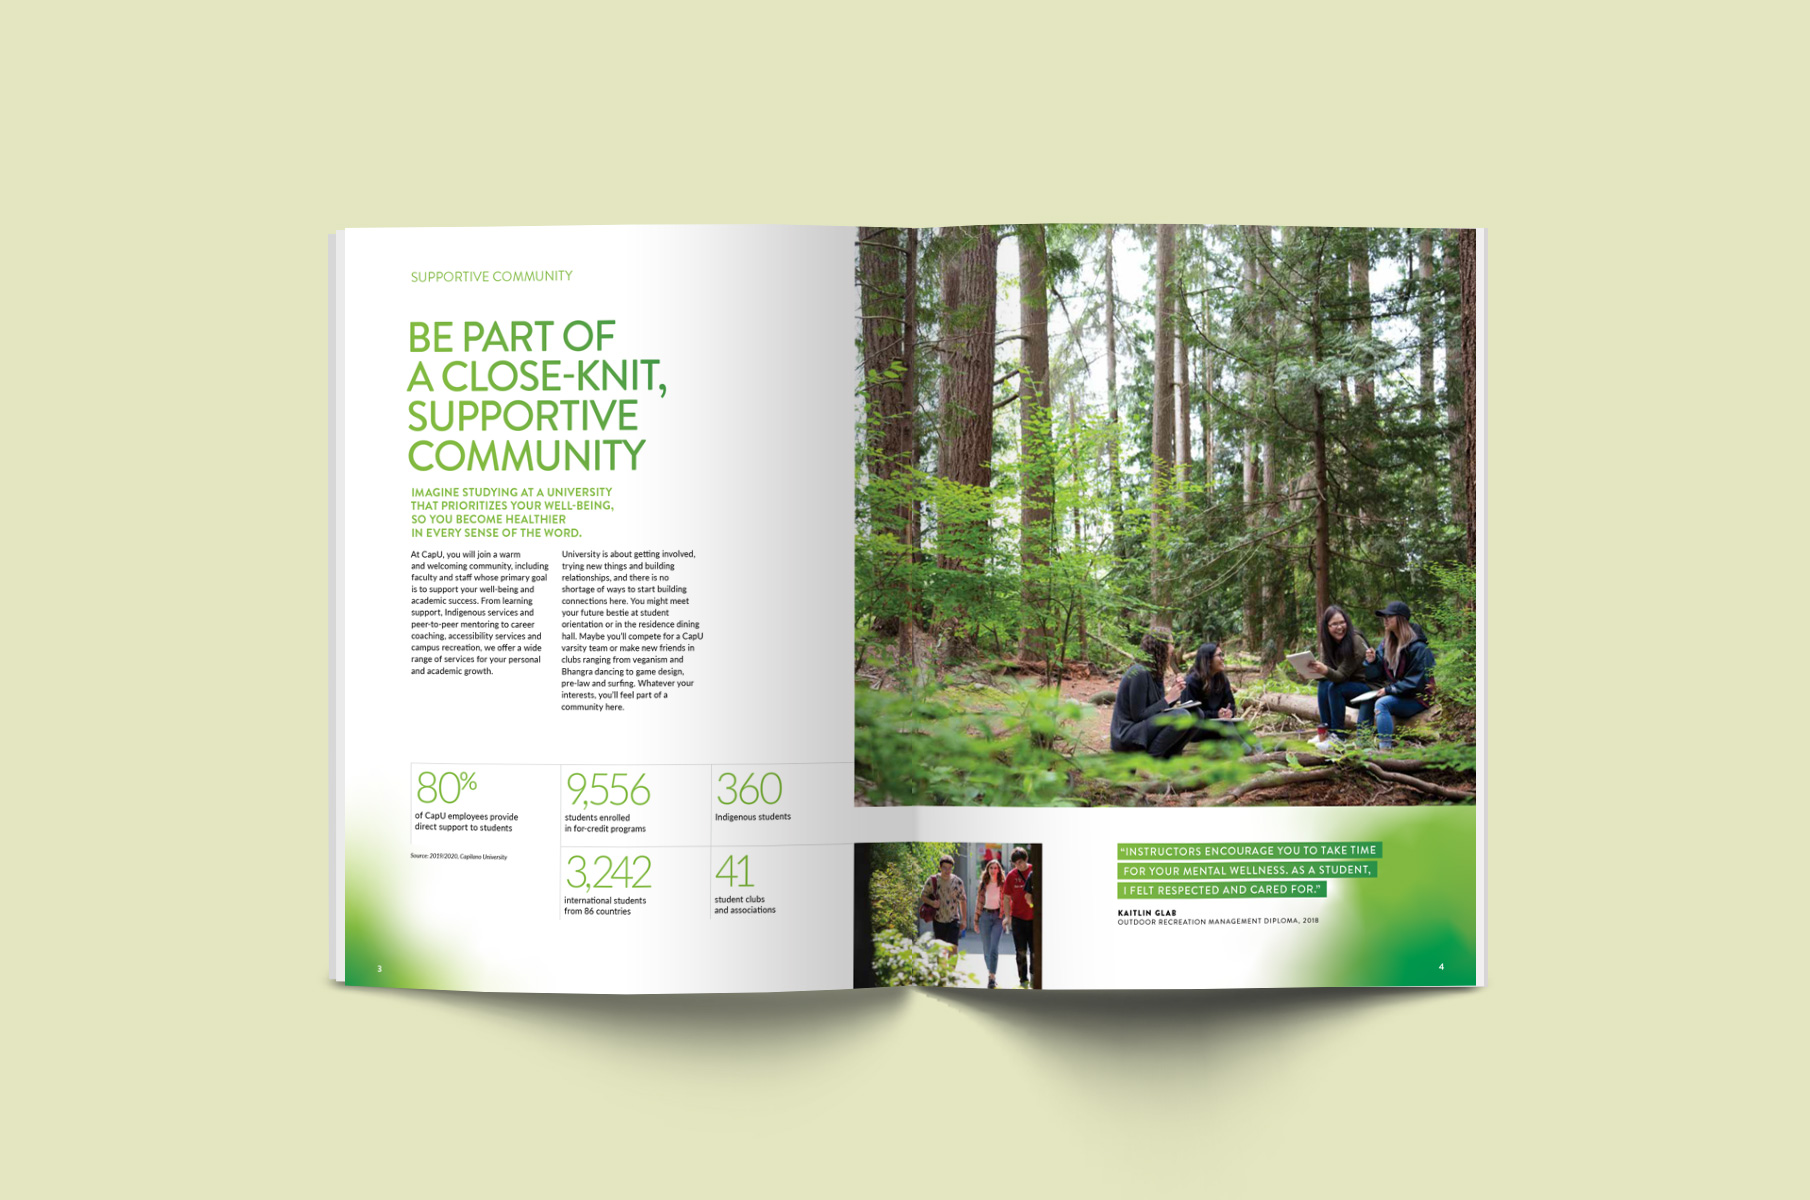 SUPPORTIVE COMMUNITY
BE PART OF
A CLOSE-KNIT,
SUPPORTIVE
COMMUNITY
IMAGINE STUDYING AT A UNIVERSITY
THAT PRIORITIZES YOUR WELL-BEING,
SO YOU BECOME HEALTHIER
IN EVERY SENSE OF THE WORD.
At CapU, you will join a warm
and welcoming community, including
faculty and staff whose primary goal
is to support your well-being and
academic success. From learning
support, Indigenous services and
peer-to-peer mentoring to career
coaching, accessibility services and
campus recreation, we offer a wide
range of services for your personal
and academic growth.
University is about getting involved,
trying new things and building
relationships, and there is no
shortage of ways to start building
connections here. You might meet
your future bestie at student
orientation or in the residence dining
hall. Maybe you'll compete for a CapU
varsity team or make new friends in
clubs ranging from veganism and
Bhangra dancing to game design,
pre-law and surfing. Whatever your
interests, you'll feel part of a
community here.
80%
of CapU employees provide
direct support to students
Source: 2019/2020, Capilano University
9,556
students enrolled
in for-credit programs
360
Indigenous students
3,242
international students
from 86 countries
41
student clubs
and associations
3
“INSTRUCTORS ENCOURAGE YOU TO TAKE TIME
FOR YOUR MENTAL WELLNESS. AS A STUDENT,
I FELT RESPECTED AND CARED FOR.”
KAITLIN GLAB
OUTDOOR RECREATION MANAGEMENT DIPLOMA, 2018
4